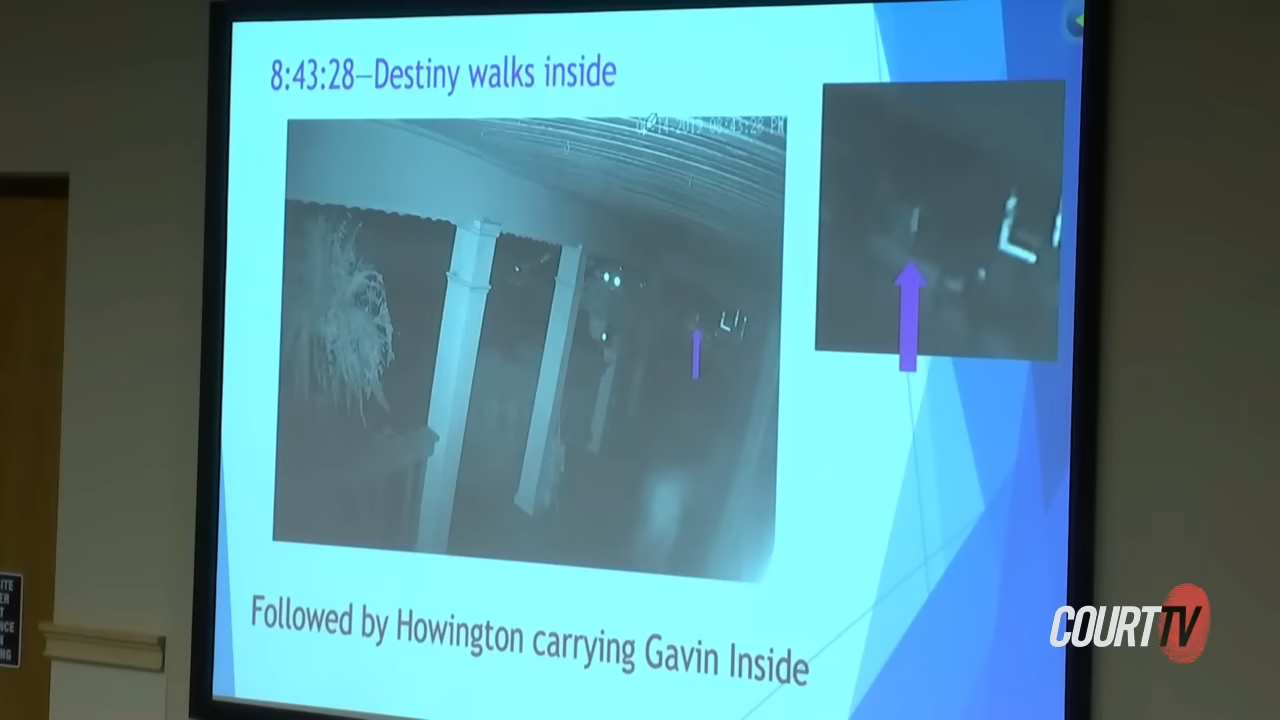 8:43:28—Destiny walks inside
Followed by Howington carrying Gavin Inside
COURT TV